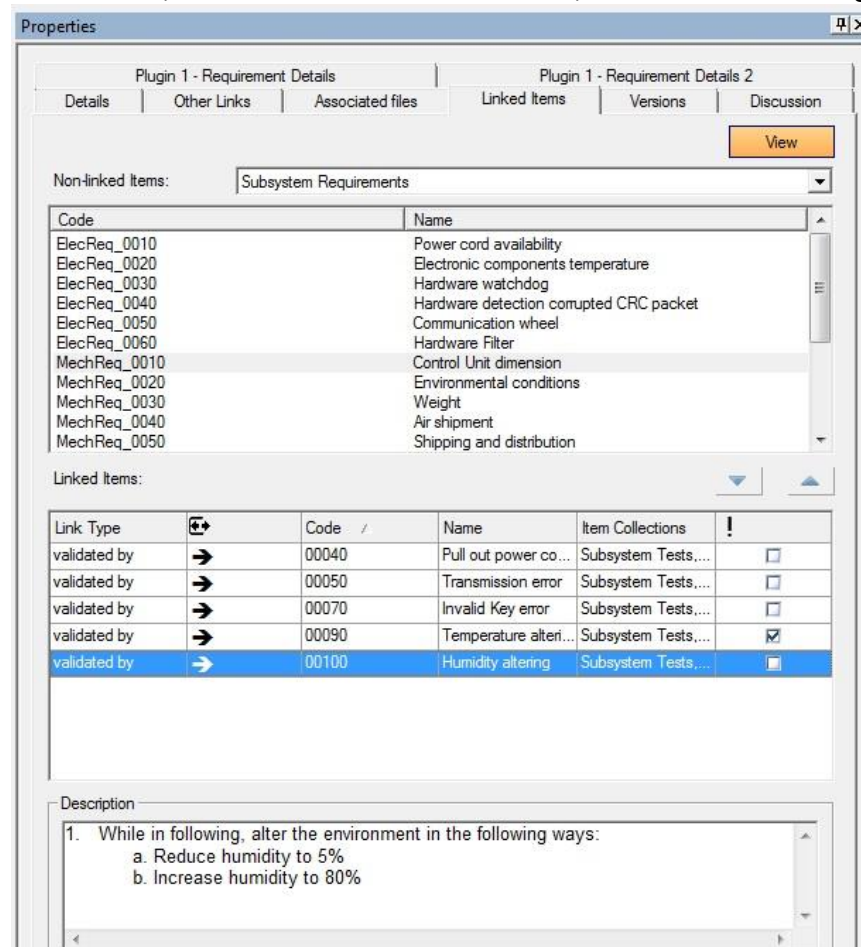 Properties
Plugin 1 - Requirement Details Plugin 1 - Requirement Details 2
Details Other Links Associated files Linked Items Versions Discussion
View
Non-linked Items: Subsystem Requirements
Code Name
ElecReq_0010 Power cord availability
ElecReq_0020 Electronic components temperature
ElecReq_0030 Hardware watchdog
ElecReq_0040 Hardware detection corrupted CRC packet
ElecReq_0050 Communication wheel
ElecReq_0060 Hardware Filter
MechReq_0010 Control Unit dimension
MechReq_0020 Environmental conditions
MechReq_0030 Weight
MechReq_0040 Air shipment
MechReq_0050 Shipping and distribution
Linked Items:
Link Type Code Name Item Collections !
validated by 00040 Pull out power co... Subsystem Tests,...
validated by 00050 Transmission error Subsystem Tests,...
validated by 00070 Invalid Key error Subsystem Tests,...
validated by 00090 Temperature alteri... Subsystem Tests,...
validated by 00100 Humidity altering Subsystem Tests,...
Description
1. While in following, alter the environment in the following ways:
a. Reduce humidity to 5%
b. Increase humidity to 80%